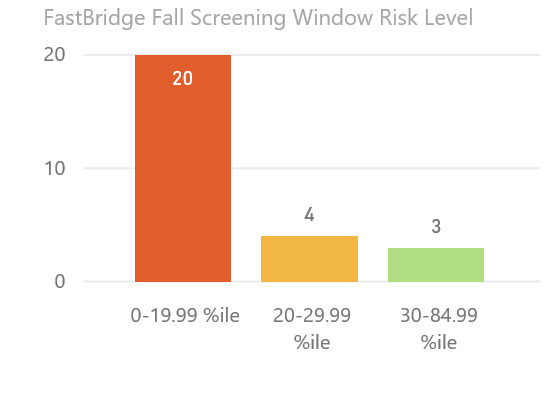 FastBridge Fall Screening Window Risk Level
20
20
10
4
3
0
0-19.99 %ile
20-29.99
%ile
30-84.99
%ile